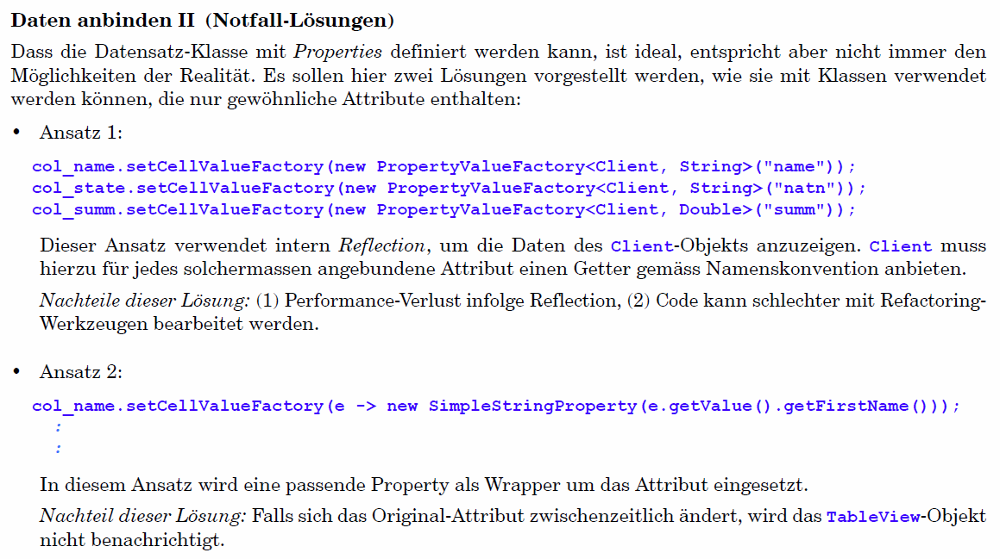 Daten anbinden II (Notfall-Lösungen)
Dass die Datensatz-Klasse mit Properties definiert werden kann, ist ideal, entspricht aber nicht immer den
Möglichkeiten der Realität. Es sollen hier zwei Lösungen vorgestellt werden, wie sie mit Klassen verwendet
werden können, die nur gewöhnliche Attribute enthalten:
• Ansatz 1:
col_name.setCellValueFactory(new PropertyValueFactory<Client, String>("name"));
col_state.setCellValueFactory(new PropertyValueFactory<Client, String>("natn"));
col_summ.setCellValueFactory(new PropertyValueFactory<Client, Double>("summ"));
Dieser Ansatz verwendet intern Reflection, um die Daten des Client-Objekts anzuzeigen. Client muss
hierzu für jedes solchermassen angebundene Attribut einen Getter gemäss Namenskonvention anbieten.
Nachteile dieser Lösung: (1) Performance-Verlust infolge Reflection, (2) Code kann schlechter mit Refactoring-
Werkzeugen bearbeitet werden.
• Ansatz 2:
col_name.setCellValueFactory(e -> new SimpleStringProperty(e.getValue().getFirstName()));
:
:
In diesem Ansatz wird eine passende Property als Wrapper um das Attribut eingesetzt.
Nachteil dieser Lösung: Falls sich das Original-Attribut zwischenzeitlich ändert, wird das TableView-Objekt
nicht benachrichtigt.